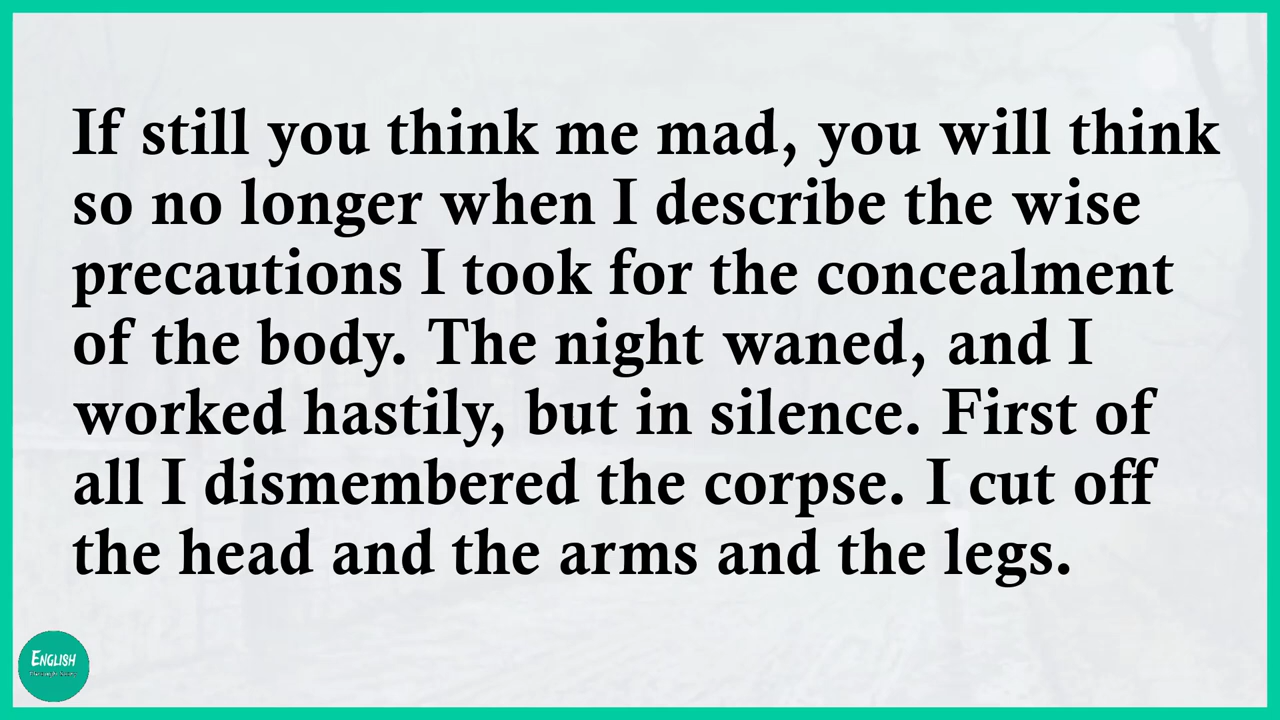 If still you think me mad, you will think
so no longer when I describe the wise
precautions I took for the concealment
of the body. The night waned, and I
worked hastily, but in silence. First of
all I dismembered the corpse. I cut off
the head and the arms and the legs.
ENGLISH